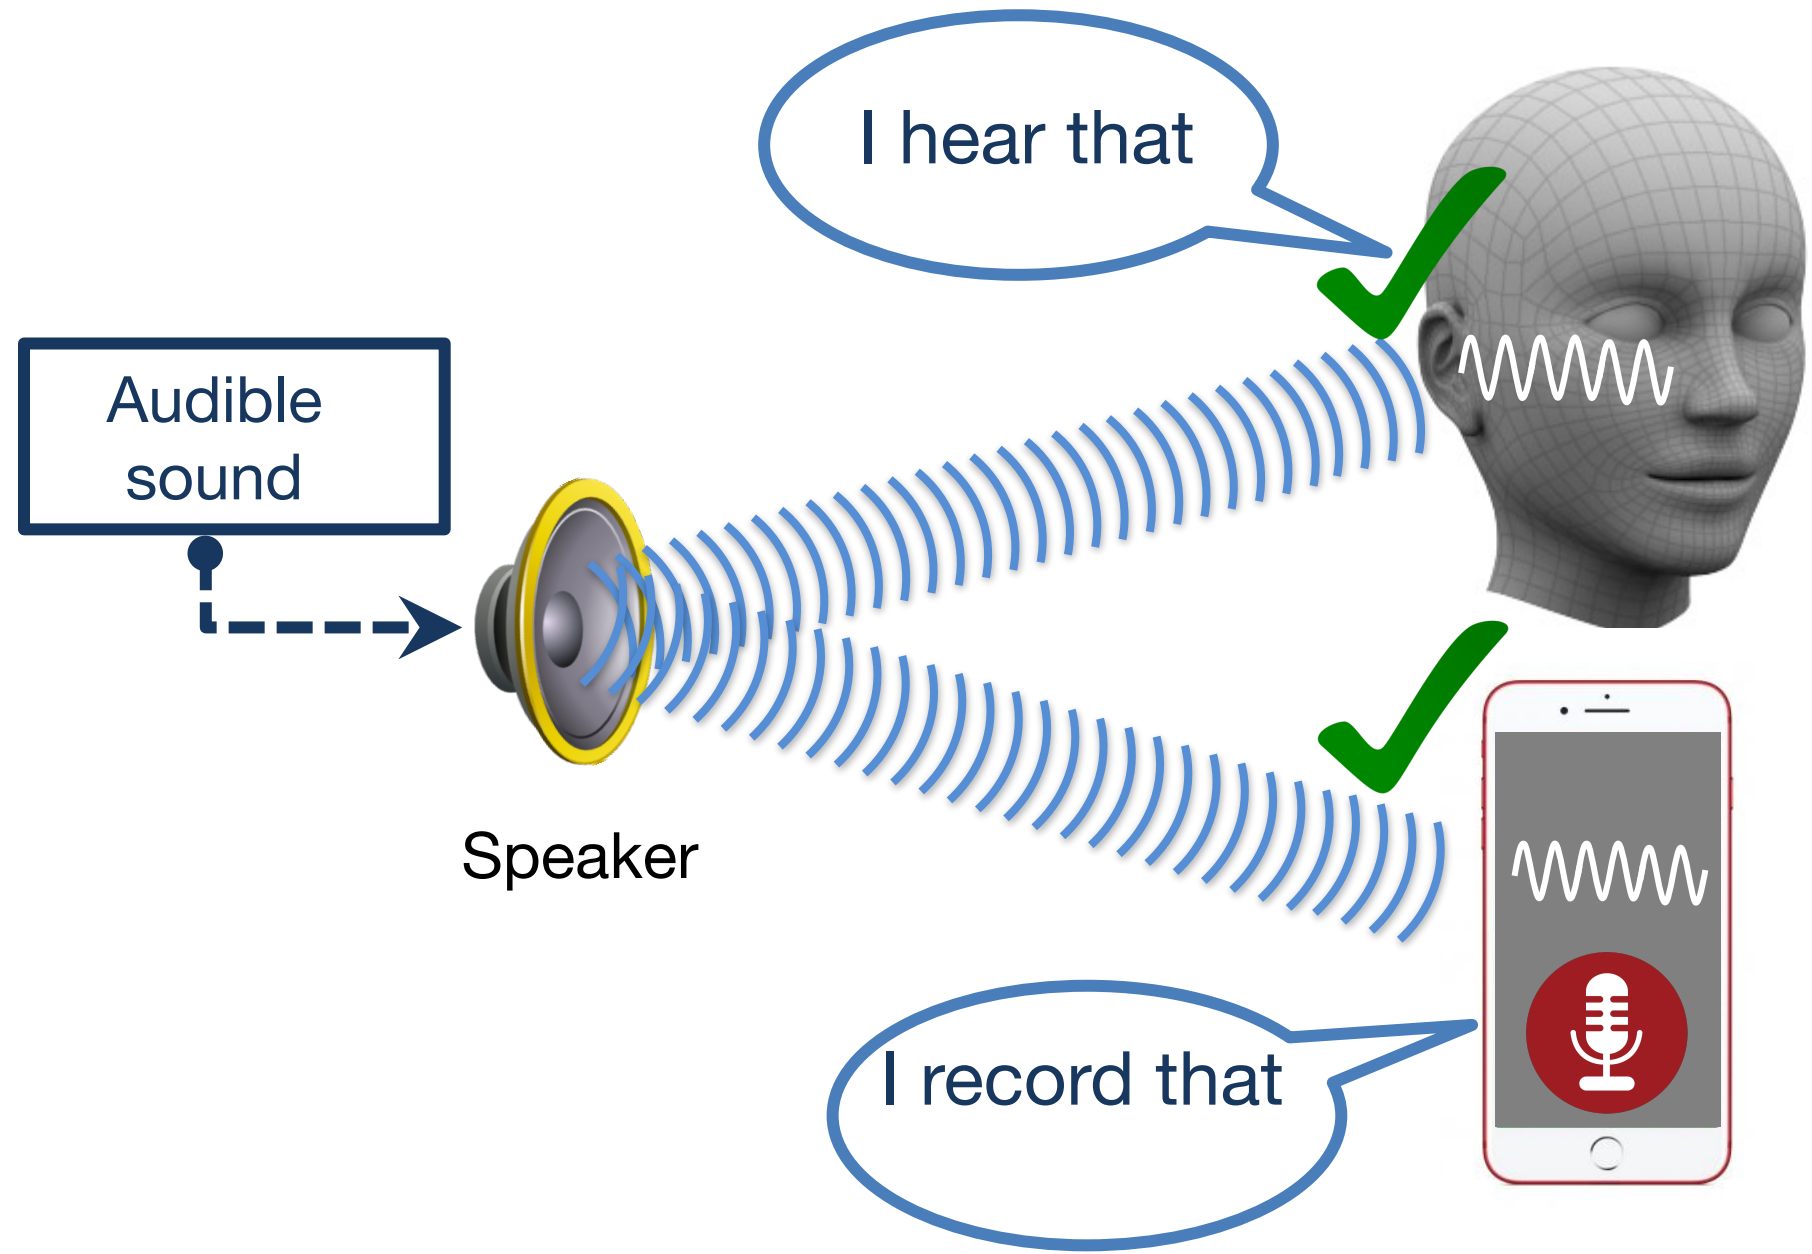 I hear that
Audible
sound
Speaker
I record that